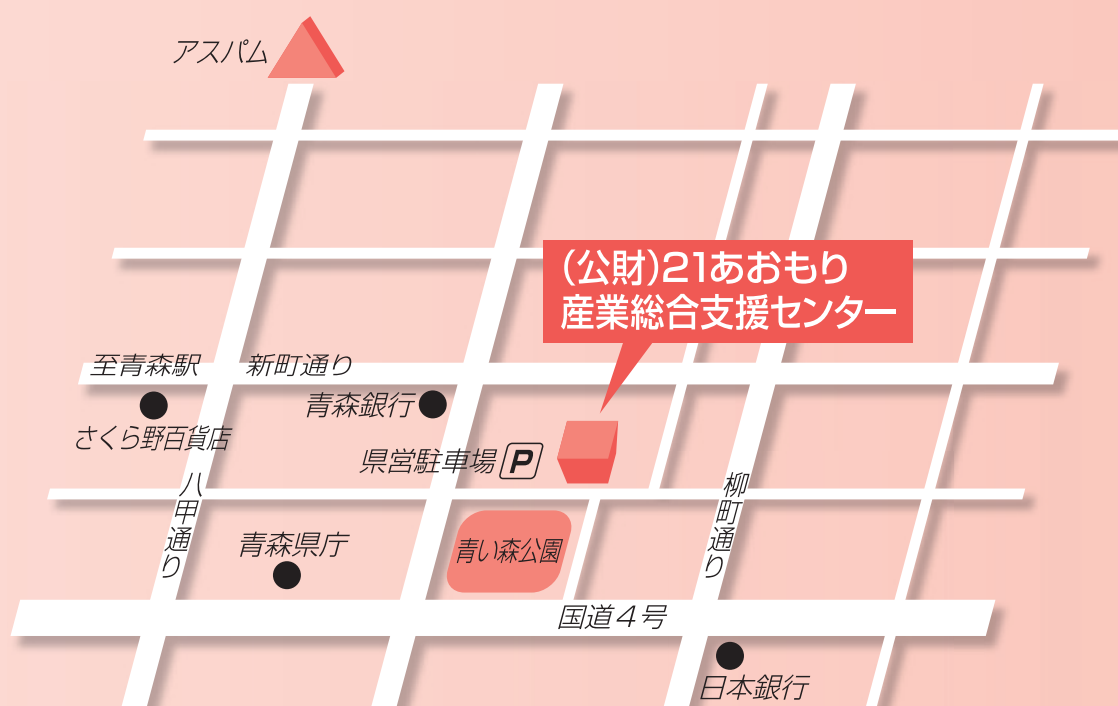 アスパム
(公財)21あおもり
産業総合支援センター
至青森駅
新町通り
青森銀行
さくら野百貨店
県営駐車場
P
八甲通り
柳町通り
青森県庁
青い森公園
国道4号
日本銀行